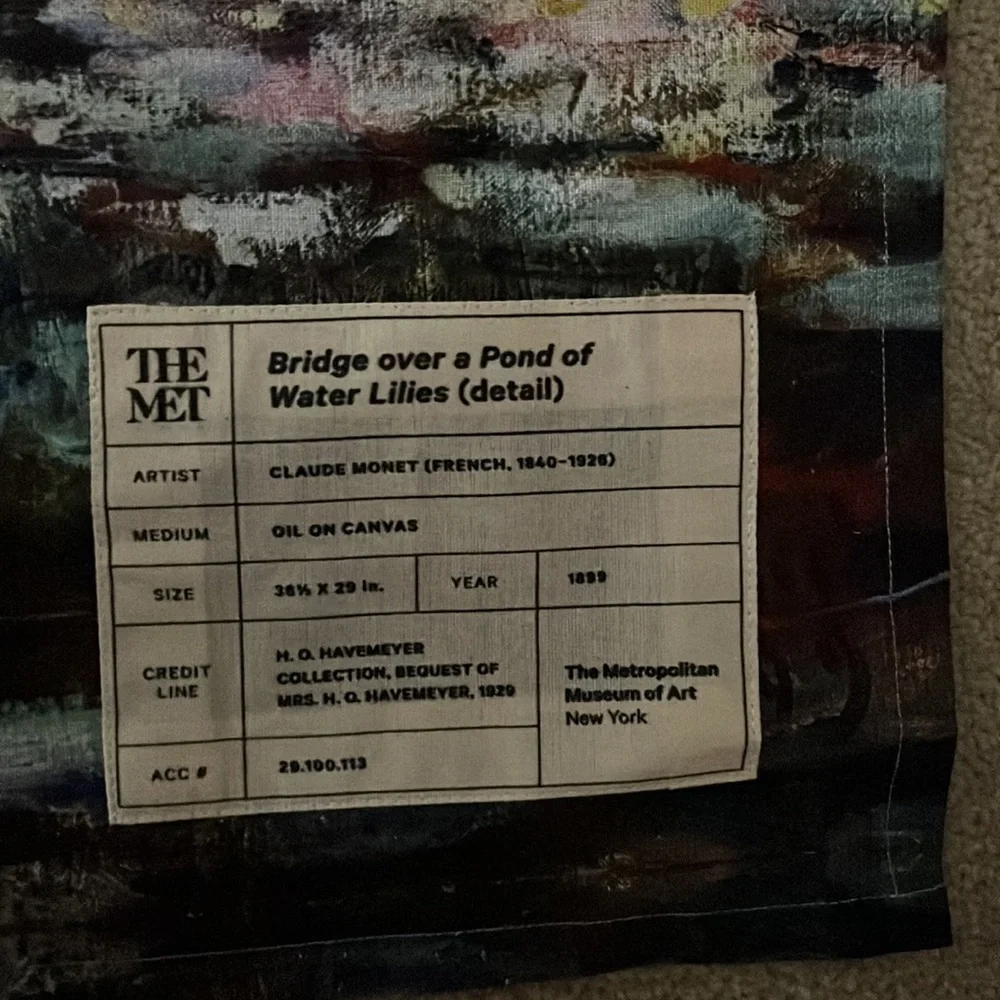 THE
MET
Bridge over a Pond of
Water Lilies (detail)
ARTIST
CLAUDE MONET (FRENCH, 1840–1926)
MEDIUM
OIL ON CANVAS
SIZE
36½ X 29 in.
YEAR
1899
CREDIT
LINE
H. O. HAVEMEYER
COLLECTION, BEQUEST OF
MRS. H. O. HAVEMEYER, 1929
The Metropolitan
Museum of Art
New York
ACC #
29.100.113